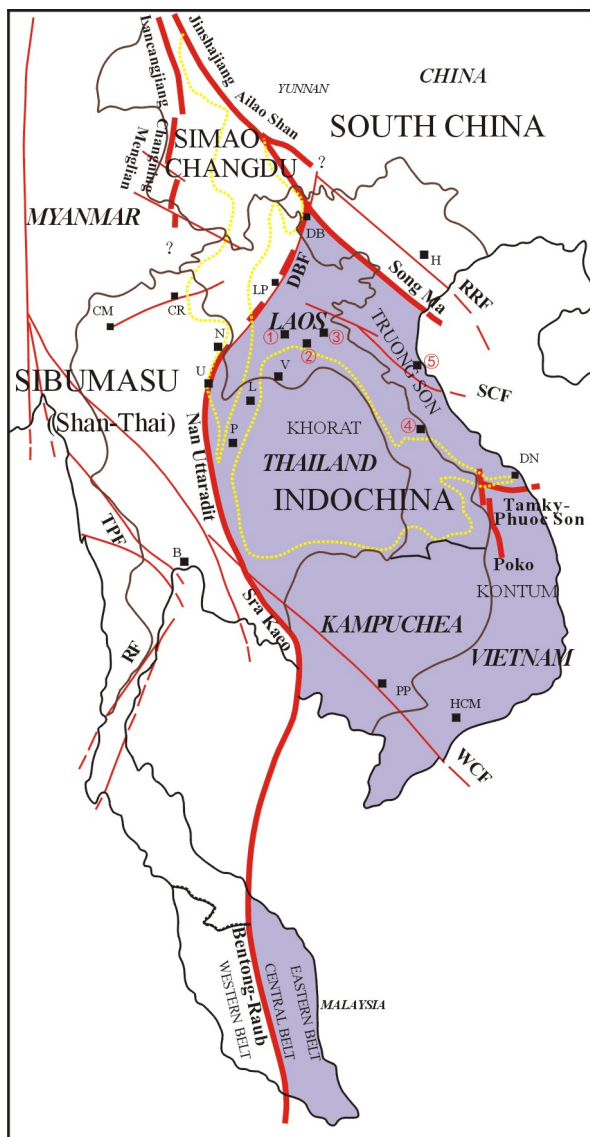 Lancangjiang
Jinshajiang
CHINA
YUNNAN
Ailao Shan
SOUTH CHINA
SIMAO
CHANGDU
Changning
Menglian
?
MYANMAR
DB
?
H
Song Ma
RRF
DBF
LP
CR
CM
LAOS
TRUONG SON
①
③
②
N
⑤
SCF
U
V
L
SIBUMASU
(Shan-Thai)
Nan Uttaradit
P
KHORAT
④
THAILAND
DN
INDOCHINA
Tamky-
Phuoc Son
TPF
B
Poko
KONTUM
Sra Kaeo
KAMPUCHEA
RF
VIETNAM
PP
HCM
WCF
Bentong-Raub
WESTERN BELT
CENTRAL BELT
EASTERN BELT
MALAYSIA